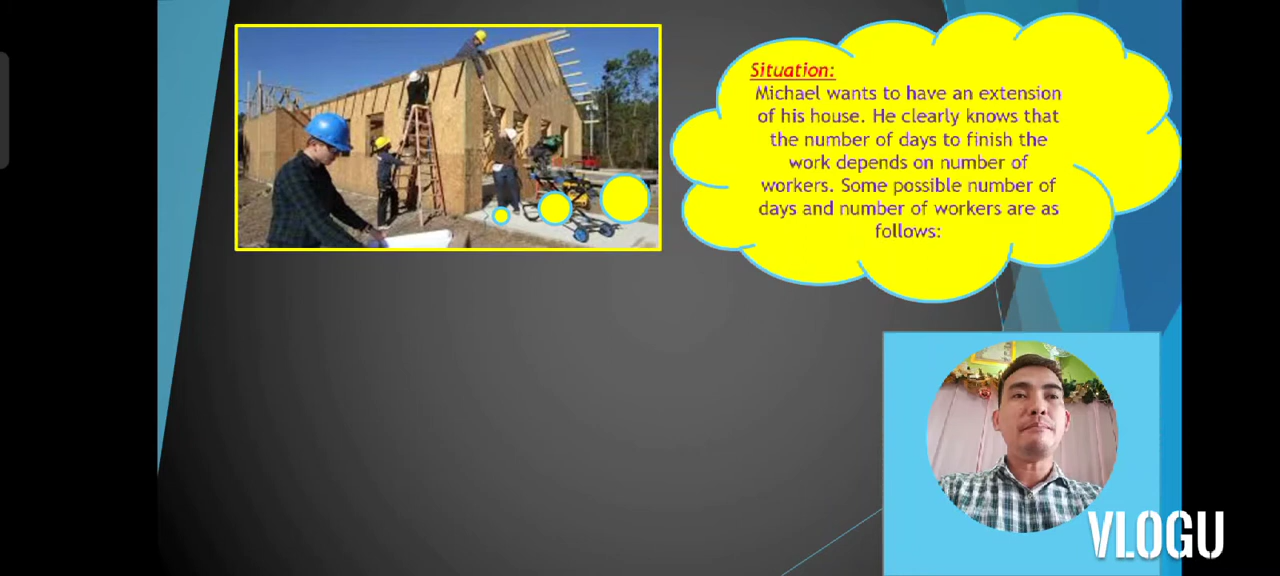 Situation:
Michael wants to have an extension
of his house. He clearly knows that
the number of days to finish the
work depends on number of
workers. Some possible number of
days and number of workers are as
follows:
VLOGU